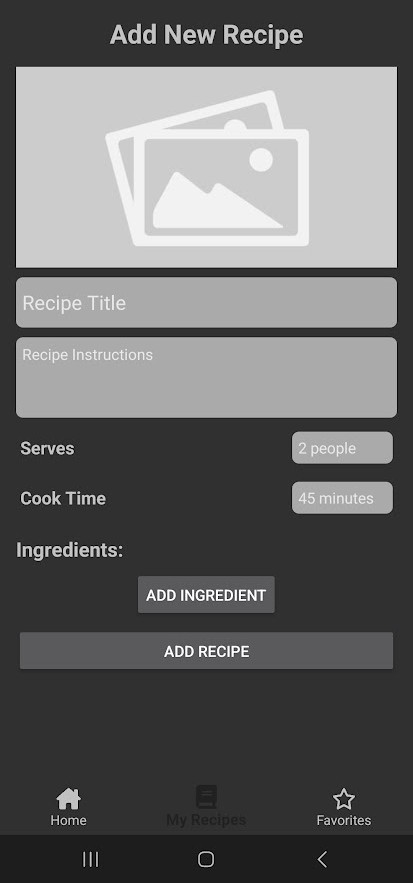 Add New Recipe
Recipe Title
Recipe Instructions
Serves
2 people
Cook Time
45 minutes
Ingredients:
ADD INGREDIENT
ADD RECIPE
Home
My Recipes
Favorites